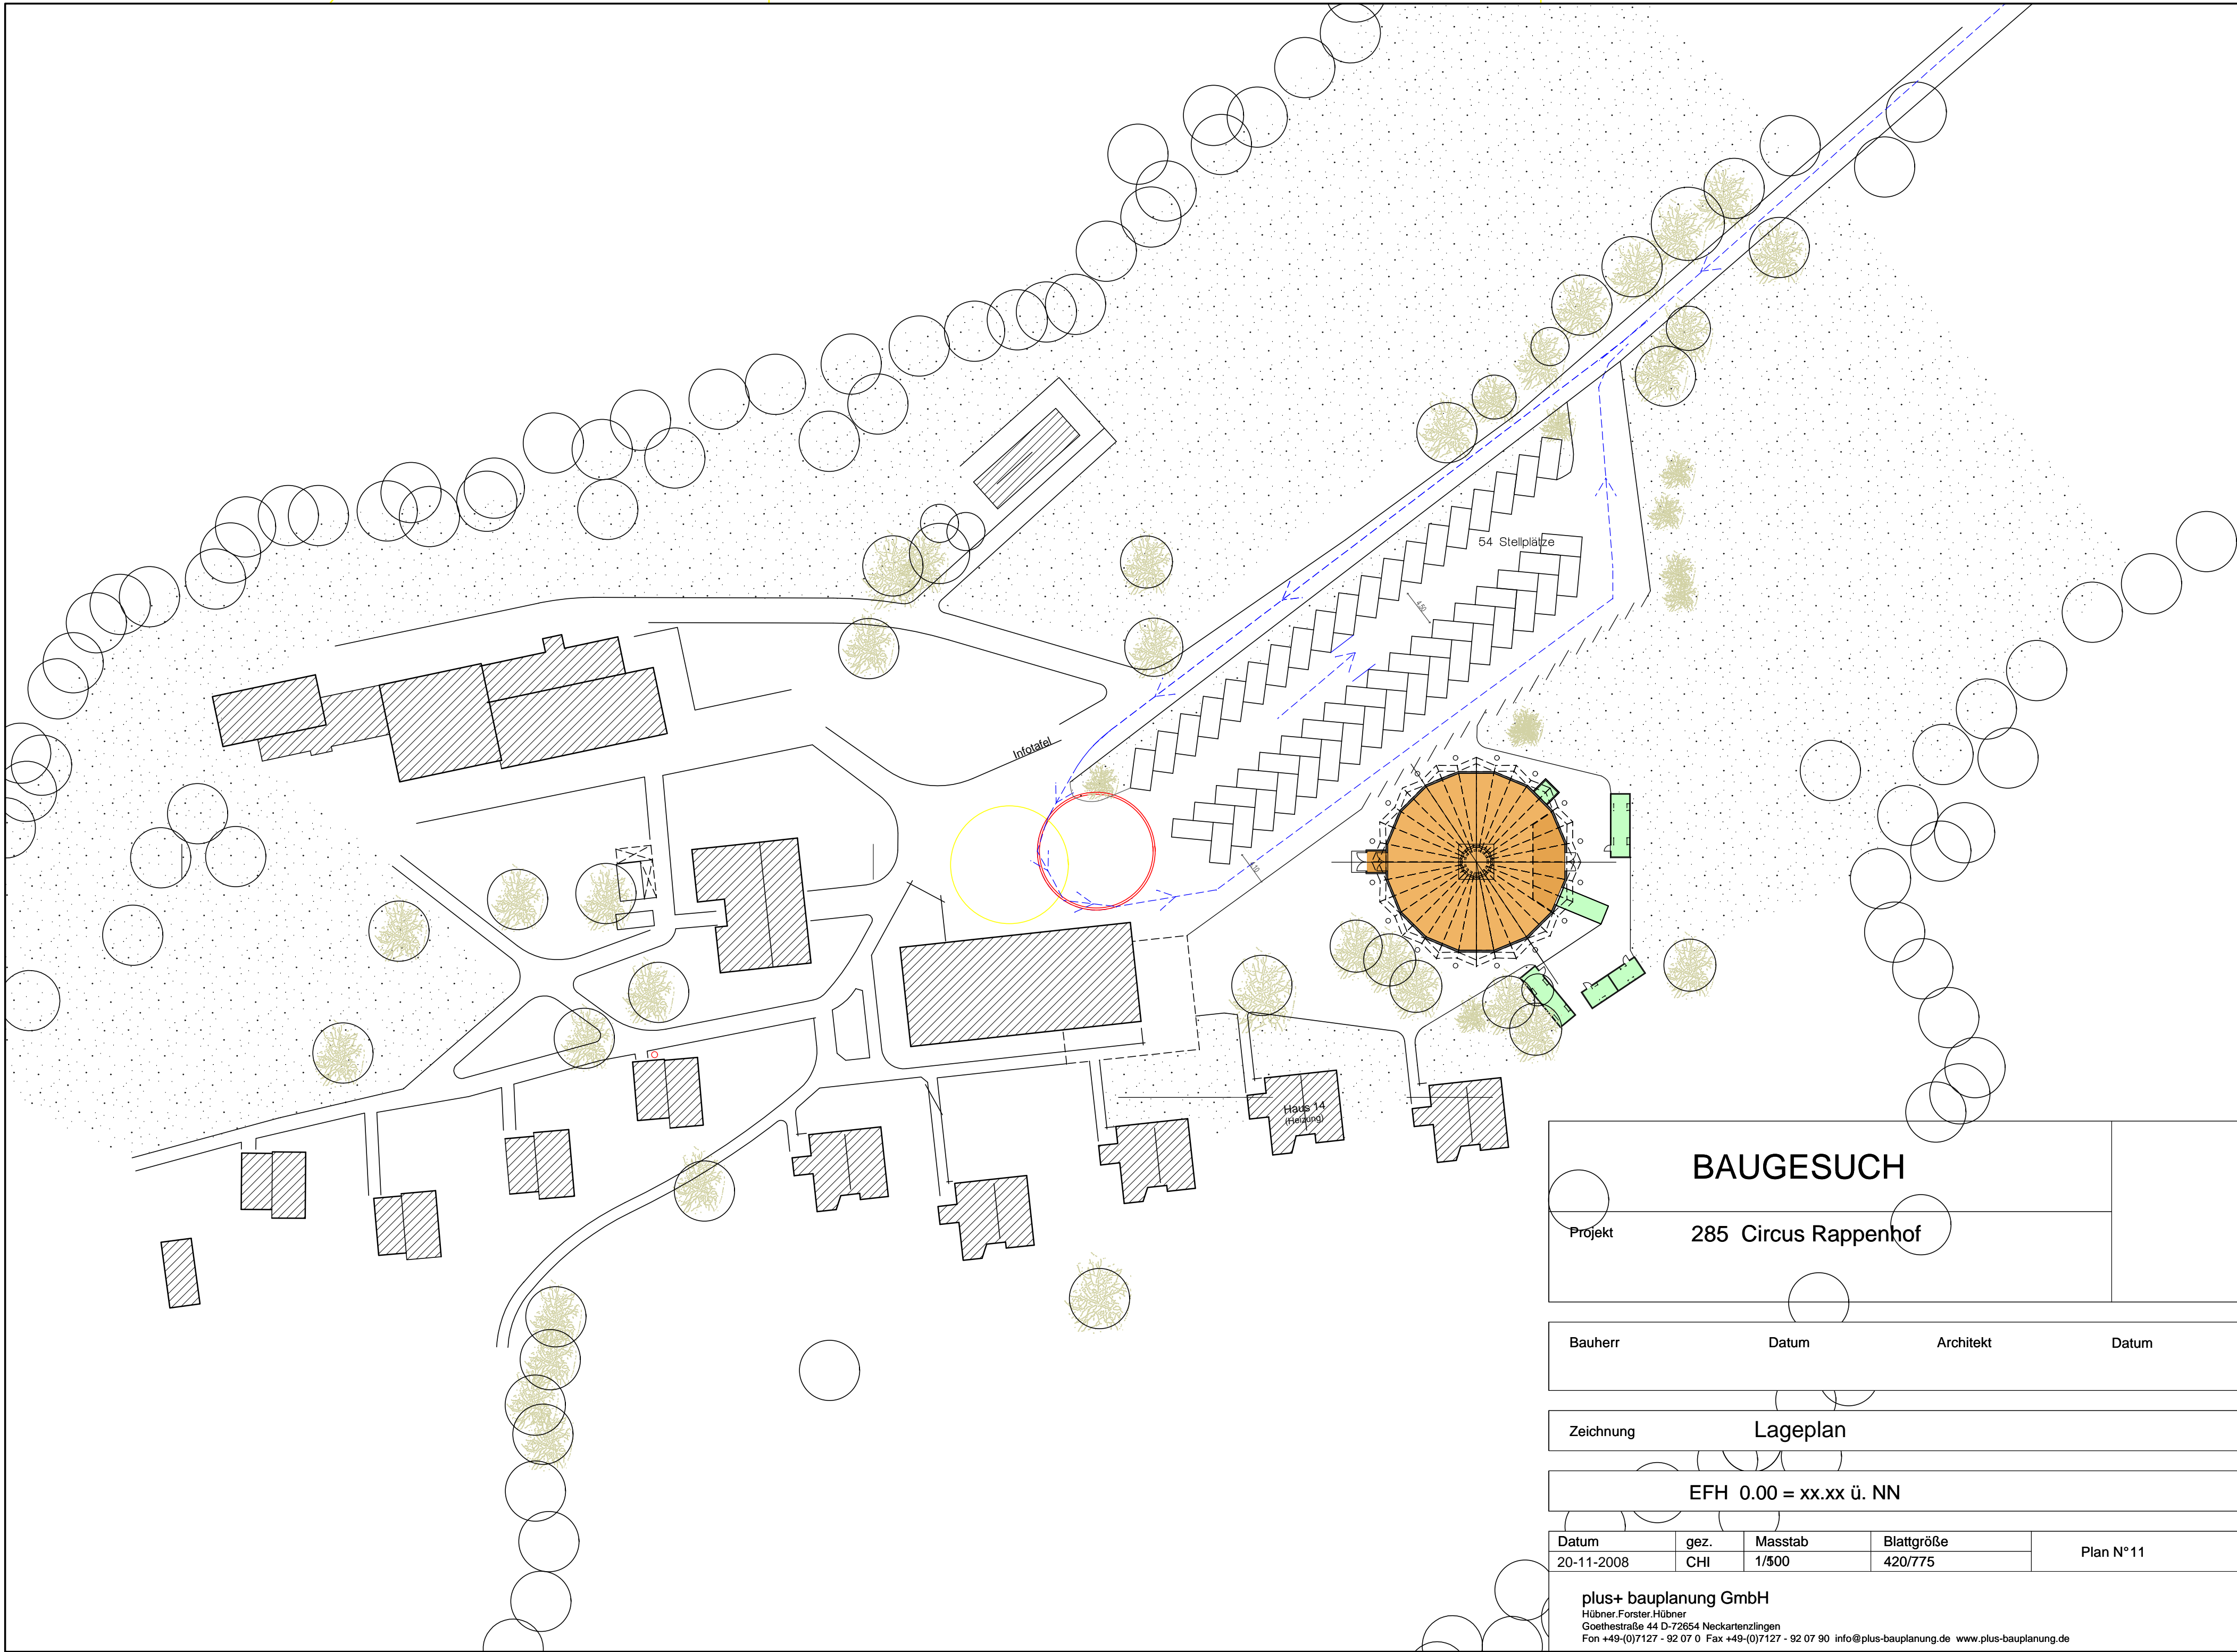 54 Stellplätze
4.50
Infotafel
Haus 14
(Heizung)
BAUGESUCH
Projekt 285 Circus Rappenhof
Bauherr Datum Architekt Datum
Zeichnung Lageplan
EFH 0.00 = xx.xx ü. NN
Datum gez. Masstab Blattgröße Plan N°11
20-11-2008 CHI 420/775
plus+ bauplanung GmbH
Hübner.Forster.Hübner
Goethestraße 44 D-72654 Neckartenzlingen
Fon +49-(0)7127 - 92 07 0 Fax +49-(0)7127 - 92 07 90 info@plus-bauplanung.de www.plus-bauplanung.de